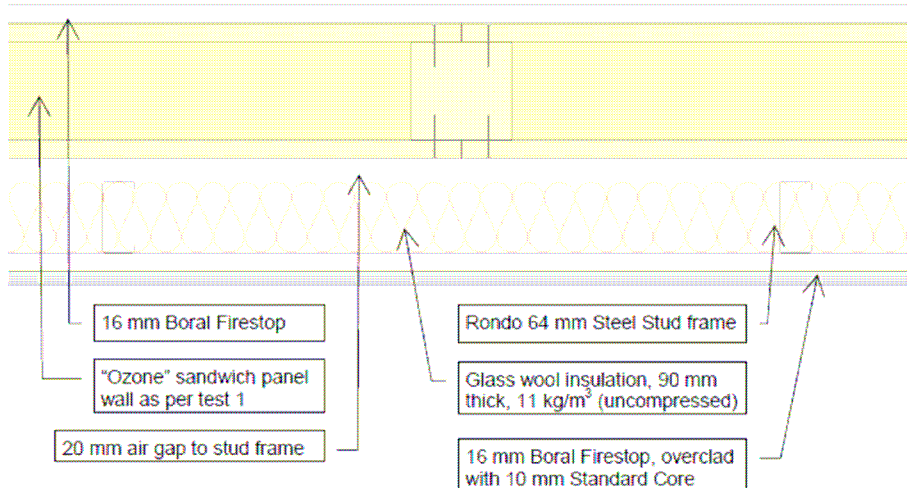 16 mm Boral Firestop
"Ozone" sandwich panel
wall as per test 1
20 mm air gap to stud frame
Rondo 64 mm Steel Stud frame
Glass wool insulation, 90 mm
thick, 11 kg/m³ (uncompressed)
16 mm Boral Firestop, overclad
with 10 mm Standard Core